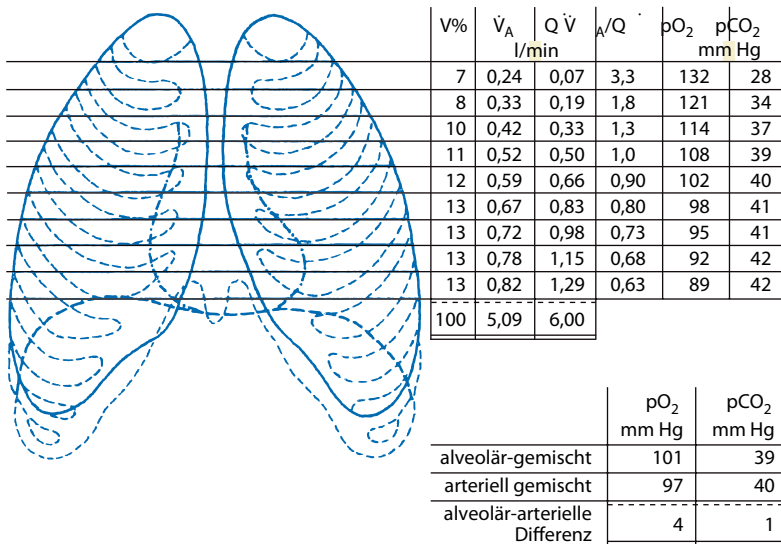 V% V̇A Q V̇ A/Q ˙ pO2 pCO2
l/min mm Hg
7 0,24 0,07 3,3 132 28
8 0,33 0,19 1,8 121 34
10 0,42 0,33 1,3 114 37
11 0,52 0,50 1,0 108 39
12 0,59 0,66 0,90 102 40
13 0,67 0,83 0,80 98 41
13 0,72 0,98 0,73 95 41
13 0,78 1,15 0,68 92 42
13 0,82 1,29 0,63 89 42
100 5,09 6,00
pO2 pCO2
mm Hg mm Hg
alveolär-gemischt 101 39
arteriell gemischt 97 40
alveolär-arterielle
Differenz 4 1